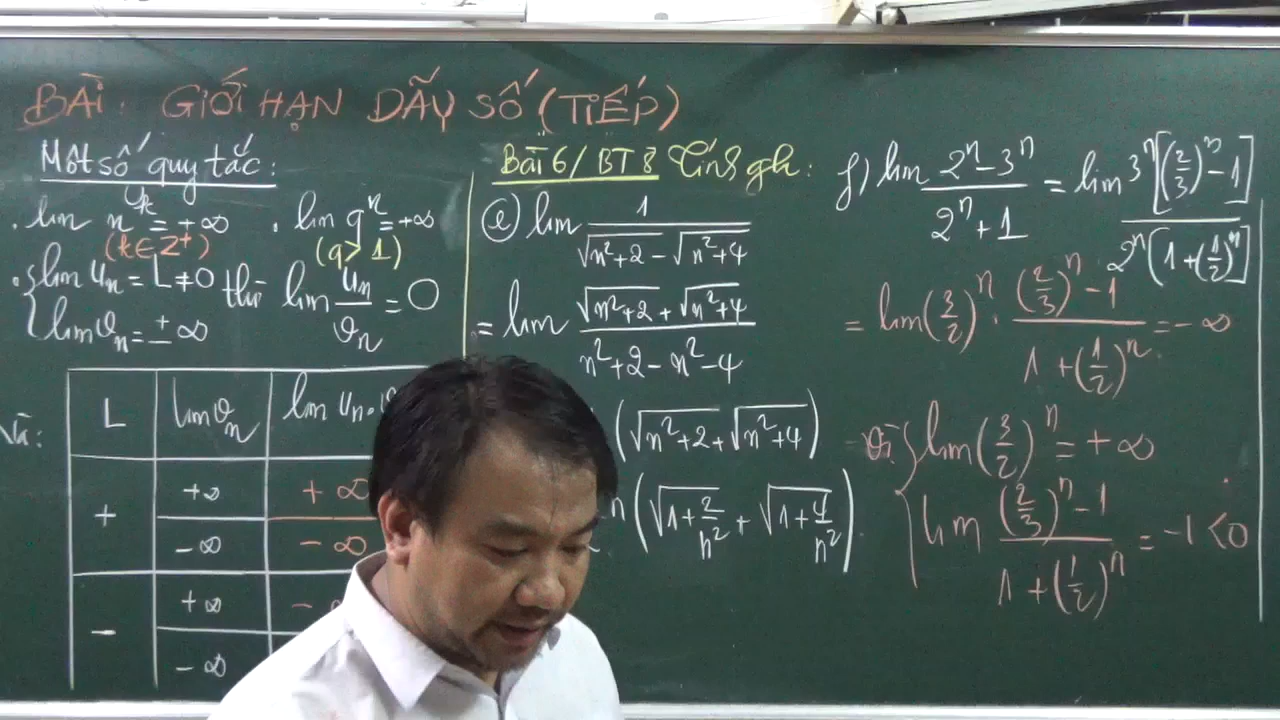 BÀI : GIỚI HẠN DÃY SỐ (TIẾP)
Một số quy tắc:
. lim n^k = +∞ . lim q^n = +∞
(k ∈ Z⁺) (q > 1)
. { lim u_n = L ≠ 0 thì lim u_n/v_n = 0
lim v_n = ±∞
L lim v_n lim u_n.
+ +∞ + ∞
-∞ - ∞
- +∞ -
-∞
Bài 6/ BT 8 Tính gh :
e) lim 1/(√(n²+2) - √(n²+4))
= lim (√(n²+2) + √(n²+4))/(n²+2-n²-4)
(√(n²+2) + √(n²+4))
n(√(1+2/n²) + √(1+4/n²)).
f) lim (2^n - 3^n)/(2^n + 1) = lim 3^n[(2/3)^n - 1]/2^n[1 + (1/2)^n]
= lim (3/2)^n . ((2/3)^n - 1)/(1 + (1/2)^n) = - ∞
vì { lim (3/2)^n = + ∞
lim ((2/3)^n - 1)/(1 + (1/2)^n) = -1 < 0